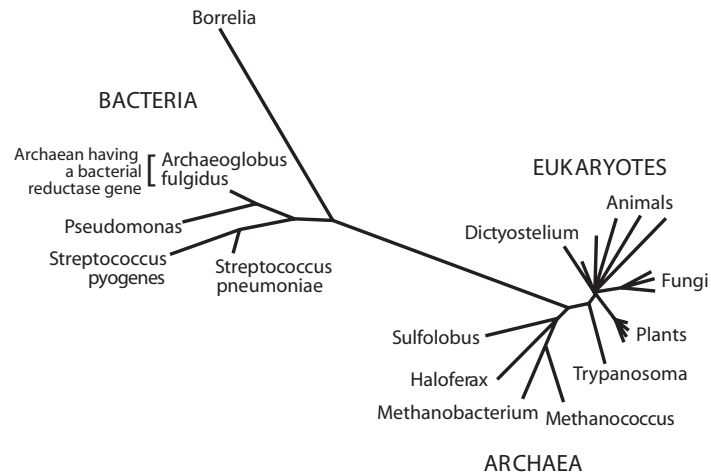 Borrelia
BACTERIA
Archaean having
a bacterial
reductase gene
Archaeoglobus
fulgidus
Pseudomonas
Streptococcus
pyogenes
Streptococcus
pneumoniae
EUKARYOTES
Animals
Dictyostelium
Fungi
Plants
Trypanosoma
Sulfolobus
Haloferax
Methanobacterium
Methanococcus
ARCHAEA